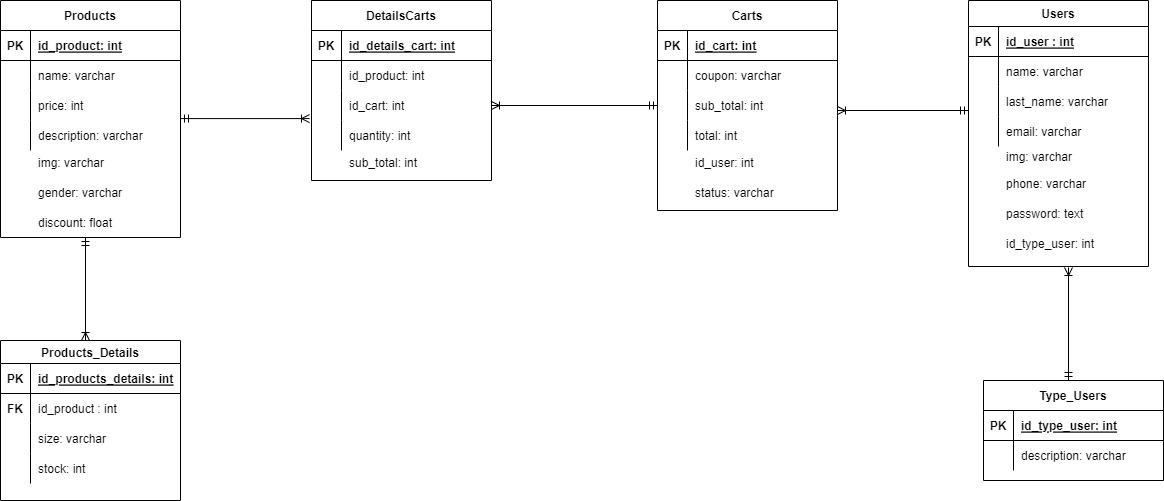 Products
PK id_product: int
name: varchar
price: int
description: varchar
img: varchar
gender: varchar
discount: float
DetailsCarts
PK id_details_cart: int
id_product: int
id_cart: int
quantity: int
sub_total: int
Carts
PK id_cart: int
coupon: varchar
sub_total: int
total: int
id_user: int
status: varchar
Users
PK id_user : int
name: varchar
last_name: varchar
email: varchar
img: varchar
phone: varchar
password: text
id_type_user: int
Products_Details
PK id_products_details: int
FK id_product : int
size: varchar
stock: int
Type_Users
PK id_type_user: int
description: varchar